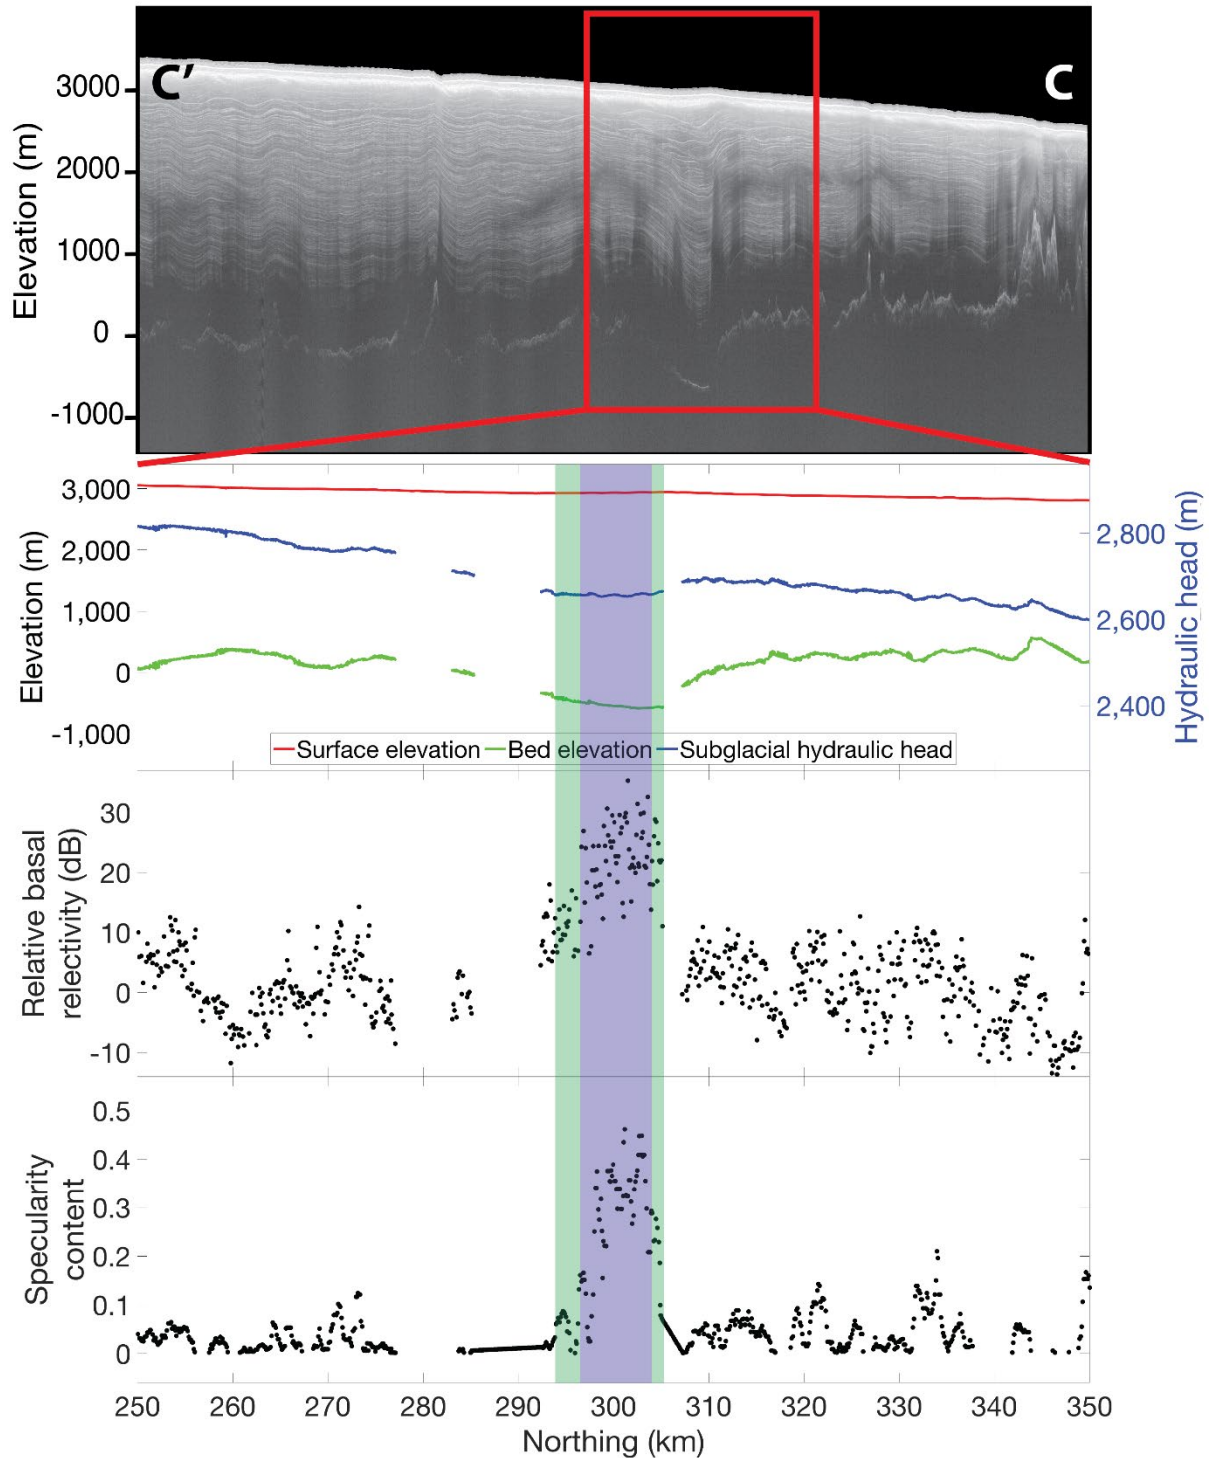 C′
C
Elevation (m)
3000
2000
1000
0
-1000
Elevation (m)
3,000
2,000
1,000
0
-1,000
Hydraulic_head (m)
2,800
2,600
2,400
Surface elevation
Bed elevation
Subglacial hydraulic head
Relative basal
relectivity (dB)
30
20
10
0
-10
Specularity
content
0.5
0.4
0.3
0.2
0.1
0
250 260 270 280 290 300 310 320 330 340 350
Northing (km)